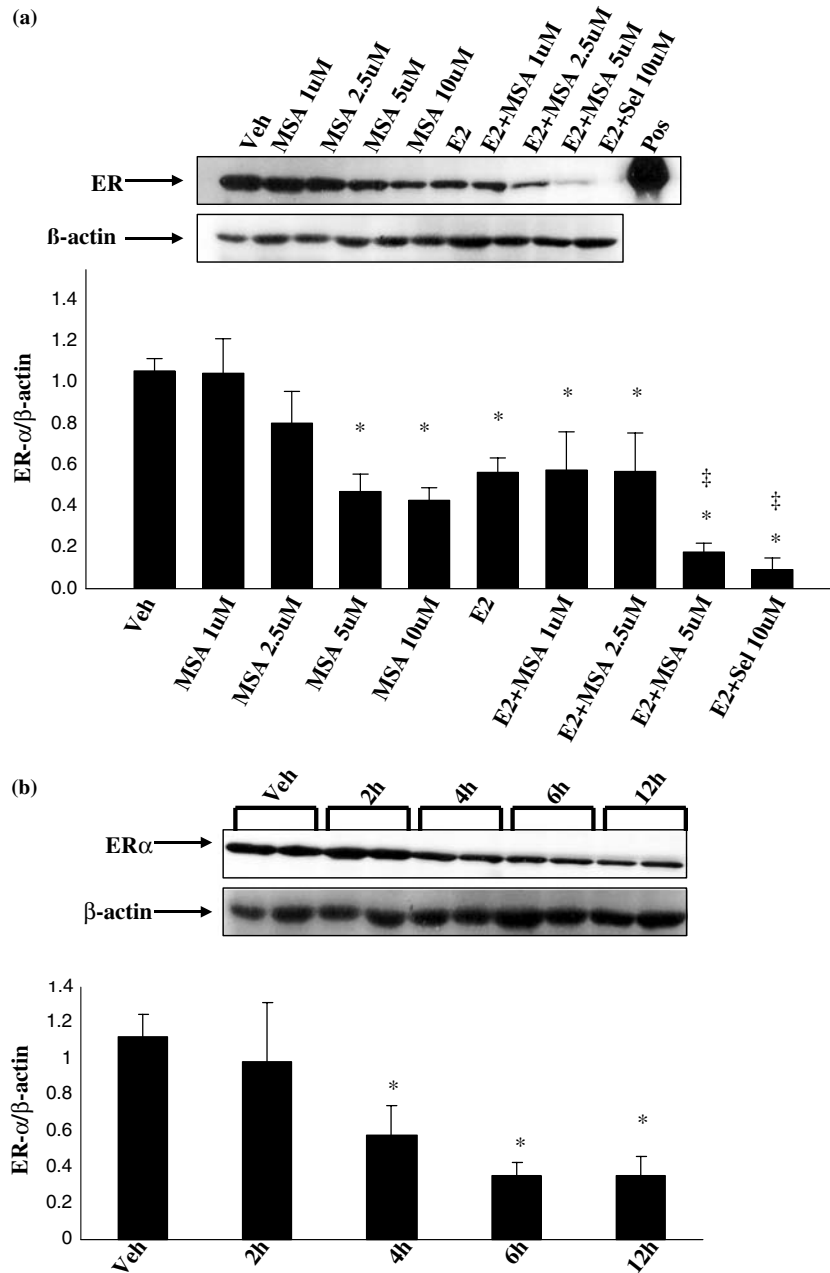 (a)
Veh
MSA 1uM
MSA 2.5uM
MSA 5uM
MSA 10uM
E2
E2+MSA 1uM
E2+MSA 2.5uM
E2+MSA 5uM
E2+Sel 10uM
Pos
ER
ß-actin
ER-α/β-actin
1.4
1.2
1.0
0.8
0.6
0.4
0.2
0.0
* * * * * ‡ * ‡ *
Veh
MSA 1uM
MSA 2.5uM
MSA 5uM
MSA 10uM
E2
E2+MSA 1uM
E2+MSA 2.5uM
E2+MSA 5uM
E2+Sel 10uM
(b)
Veh
2h
4h
6h
12h
ERα
β-actin
ER-α/β-actin
1.4
1.2
1
0.8
0.6
0.4
0.2
0
* * *
Veh
2h
4h
6h
12h